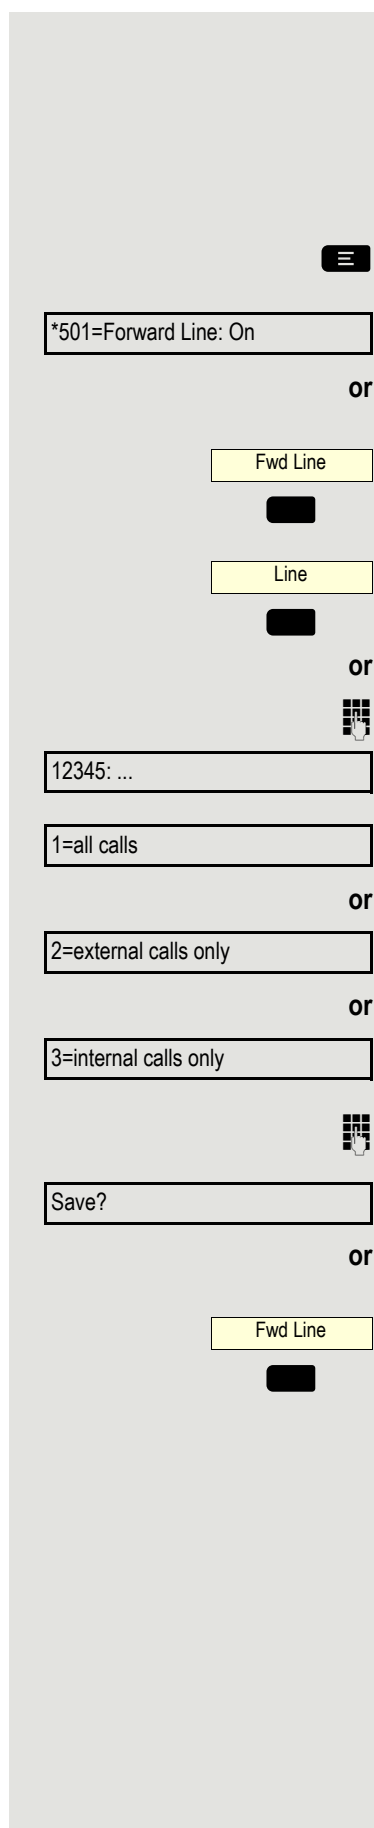 *501=Forward Line: On
or
Fwd Line
Line
or
12345: ...
1=all calls
or
2=external calls only
or
3=internal calls only
Save?
or
Fwd Line